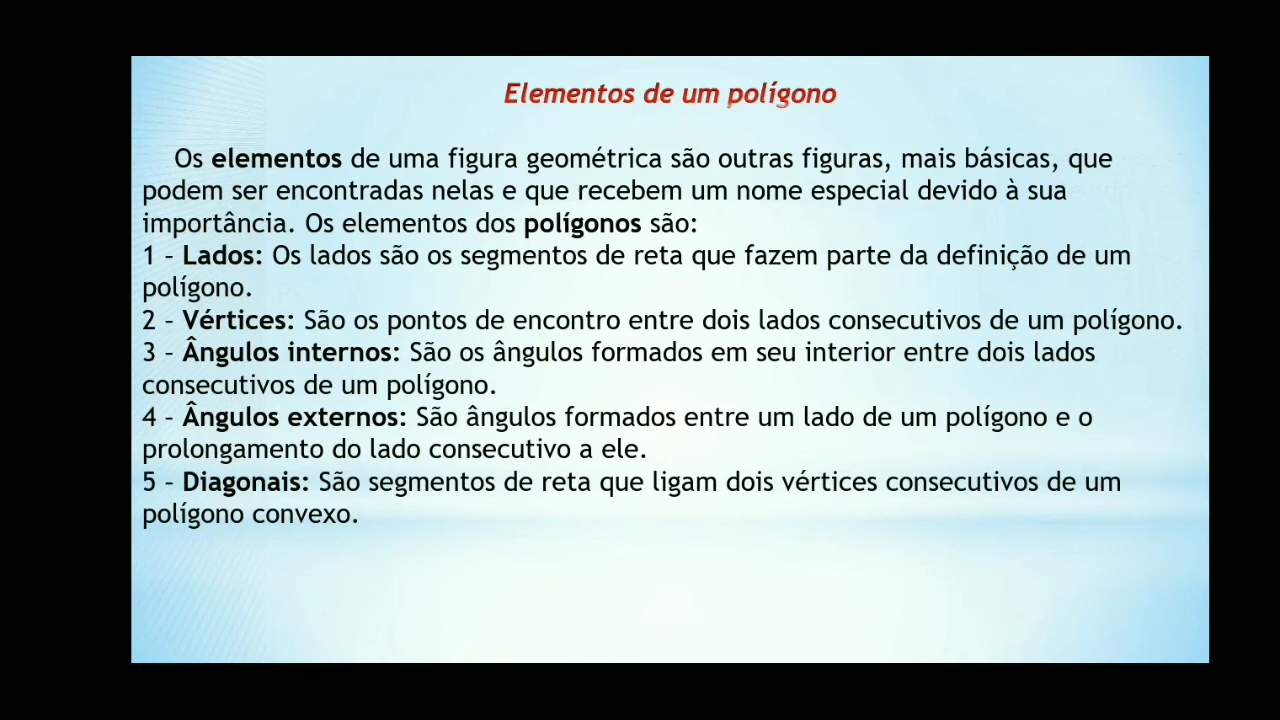 Elementos de um polígono
Os elementos de uma figura geométrica são outras figuras, mais básicas, que
podem ser encontradas nelas e que recebem um nome especial devido à sua
importância. Os elementos dos polígonos são:
1 – Lados: Os lados são os segmentos de reta que fazem parte da definição de um
polígono.
2 – Vértices: São os pontos de encontro entre dois lados consecutivos de um polígono.
3 – Ângulos internos: São os ângulos formados em seu interior entre dois lados
consecutivos de um polígono.
4 – Ângulos externos: São ângulos formados entre um lado de um polígono e o
prolongamento do lado consecutivo a ele.
5 – Diagonais: São segmentos de reta que ligam dois vértices consecutivos de um
polígono convexo.